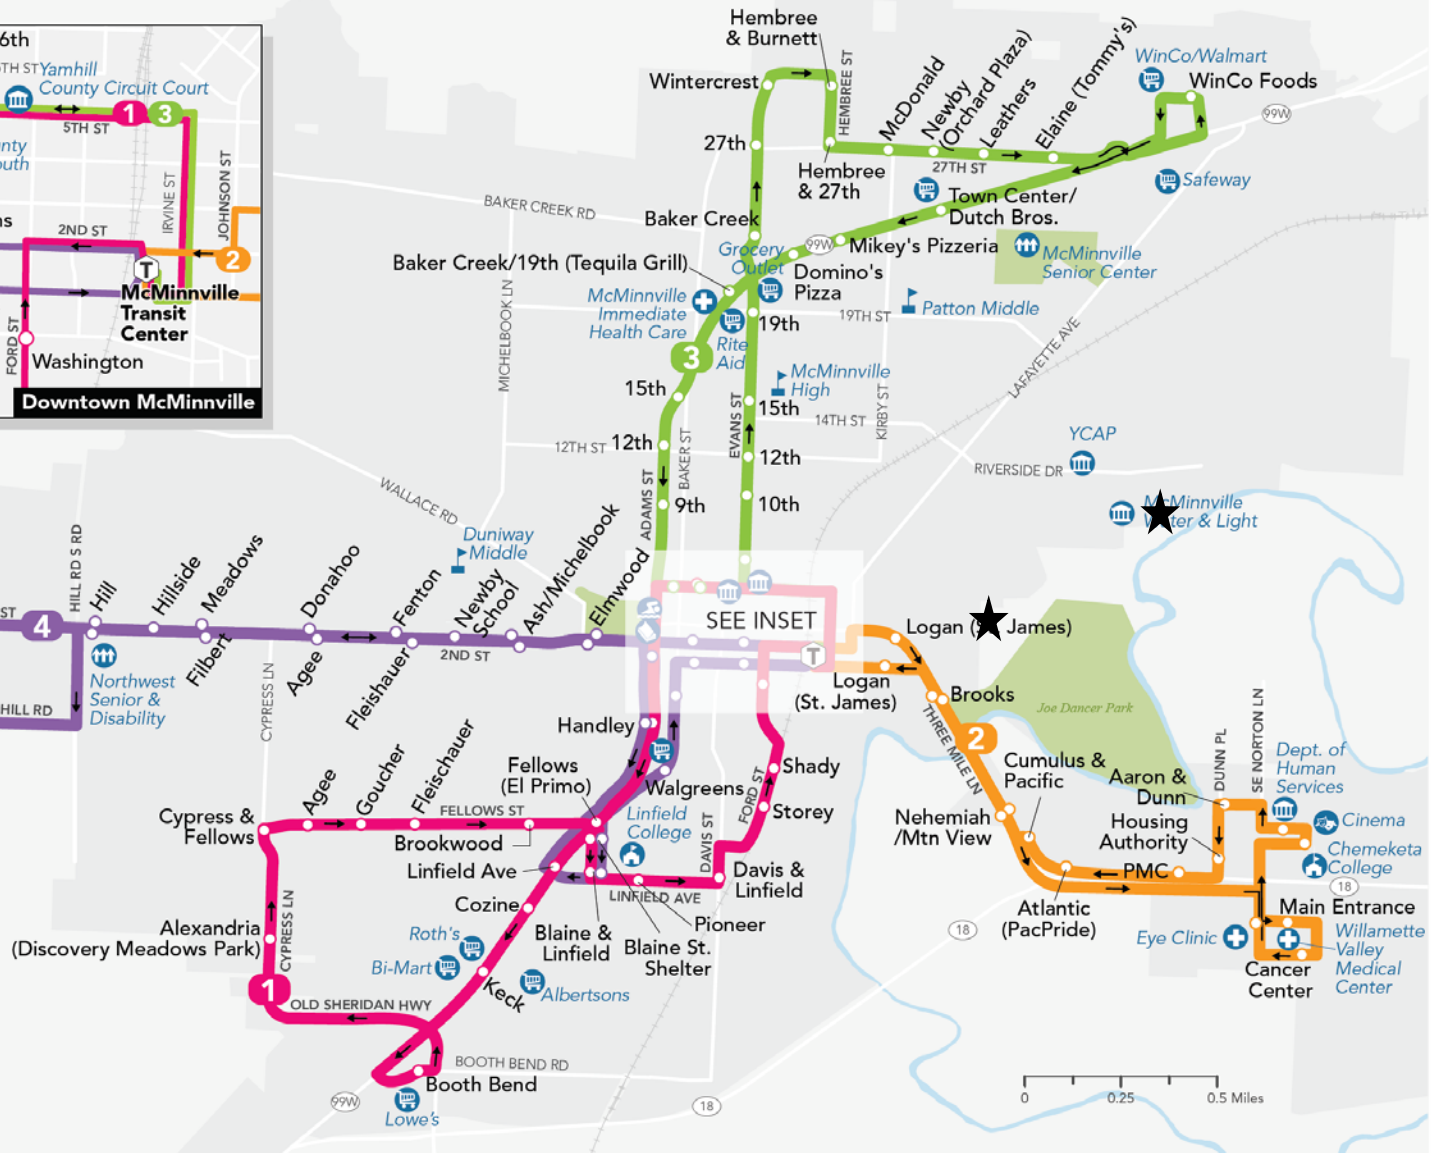 6th
5TH ST
Yamhill
County Circuit Court
1
3
5TH ST
IRVINE ST
JOHNSON ST
2ND ST
2
T
McMinnville
Transit
Center
FORD ST
Washington
Downtown McMinnville
Hembree
& Burnett
Wintercrest
HEMBREE ST
McDonald
Newby
(Orchard Plaza)
Leathers
Elaine (Tommy's)
WinCo/Walmart
WinCo Foods
99W
27th
Hembree
& 27th
27TH ST
Safeway
BAKER CREEK RD
Baker Creek
Town Center/
Dutch Bros.
99W
Mikey's Pizzeria
McMinnville
Senior Center
Baker Creek/19th (Tequila Grill)
Grocery
Outlet
Domino's
Pizza
McMinnville
Immediate
Health Care
Rite
Aid
19th
19TH ST
Patton Middle
MICHELBOOK LN
LAFAYETTE AVE
3
McMinnville
High
15th
15th
14TH ST
KIRBY ST
EVANS ST
12TH ST
12th
BAKER ST
12th
YCAP
RIVERSIDE DR
WALLACE RD
ADAMS ST
9th
10th
McMinnville
& Light
HILL RD S RD
Duniway
Middle
ST
4
Hill
Hillside
Meadows
Filbert
Donahoo
Agee
Fenton
Fleishauer
Newby
School
Ash/Michelbook
Elmwood
2ND ST
SEE INSET
T
Logan
James)
Logan
(St. James)
Brooks
Joe Dancer Park
Northwest
Senior &
Disability
HILL RD
CYPRESS LN
THREE MILE LN
2
Handley
Walgreens
Fellows
(El Primo)
Shady
Storey
FORD ST
Cumulus &
Pacific
Aaron &
Dunn
DUNN PL
SE NORTON LN
Dept. of
Human
Services
Cinema
Chemeketa
College
Nehemiah
/Mtn View
Housing
Authority
PMC
18
Cypress &
Fellows
Agee
Goucher
Fleischauer
FELLOWS ST
Brookwood
Linfield
College
DAVIS ST
Linfield Ave
LINFIELD AVE
Davis &
Linfield
Cozine
Pioneer
Blaine &
Linfield
Blaine St.
Shelter
Atlantic
(PacPride)
18
Main Entrance
Eye Clinic
Willamette
Valley
Medical
Center
Cancer
Center
Alexandria
(Discovery Meadows Park)
CYPRESS LN
Roth's
Bi-Mart
Keck
Albertsons
1
OLD SHERIDAN HWY
BOOTH BEND RD
Booth Bend
99W
Lowe's
18
0
0.25
0.5 Miles